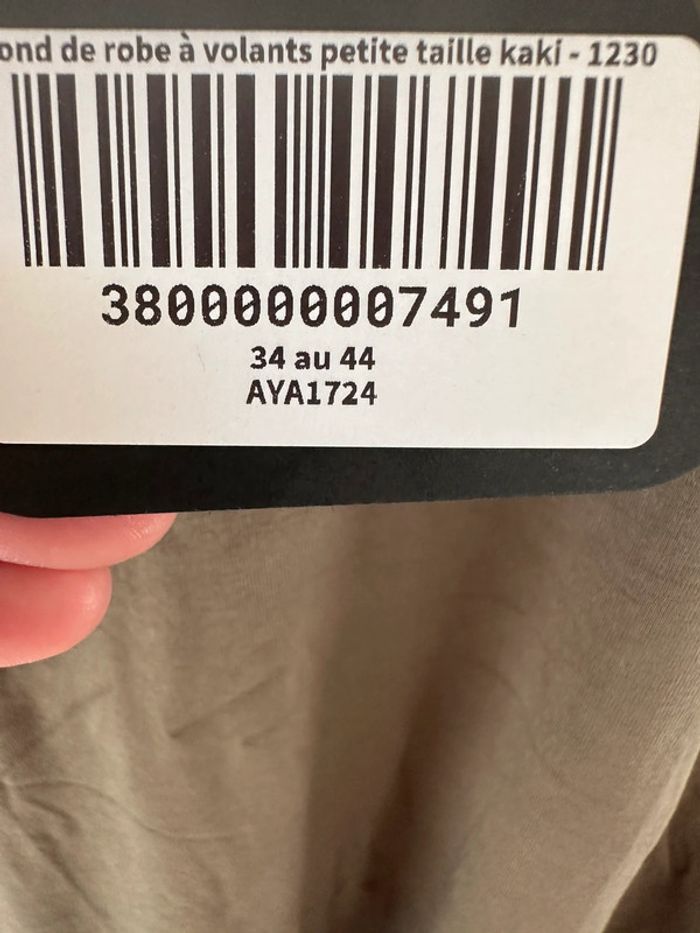 ond de robe à volants petite taille kaki - 1230
3800000007491
34 au 44
AYA1724